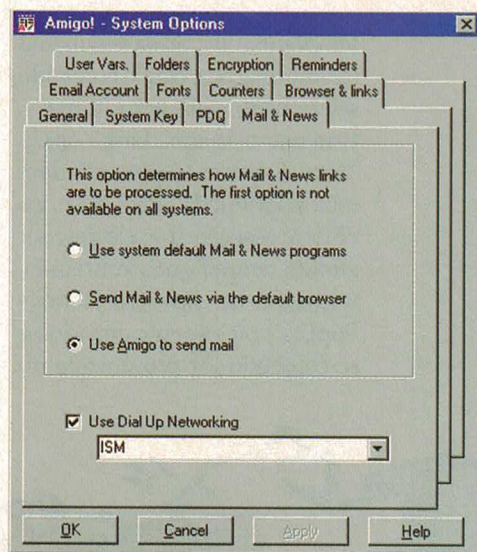 Amigo! - System Options
User Vars. Folders Encryption Reminders
Email Account Fonts Counters Browser & links
General System Key PDQ Mail & News
This option determines how Mail & News links
are to be processed. The first option is not
available on all systems.
Use system default Mail & News programs
Send Mail & News via the default browser
Use Amigo to send mail
Use Dial Up Networking
ISM
OK Cancel Apply Help